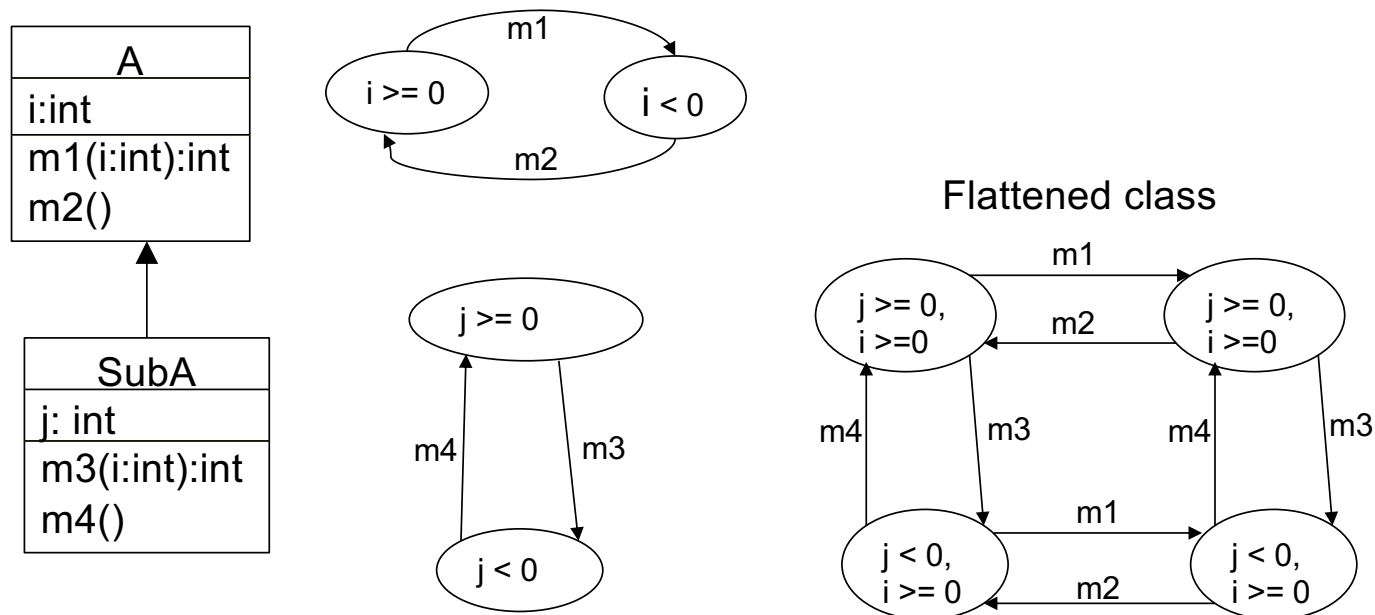 A
i:int
m1(i:int):int
m2()
SubA
j: int
m3(i:int):int
m4()
m1
i >= 0
i < 0
m2
j >= 0
m4
m3
j < 0
Flattened class
m1
j >= 0,
i >=0
j >= 0,
i >=0
m2
m4
m3
m4
m3
m1
j < 0,
i >= 0
j < 0,
i >= 0
m2